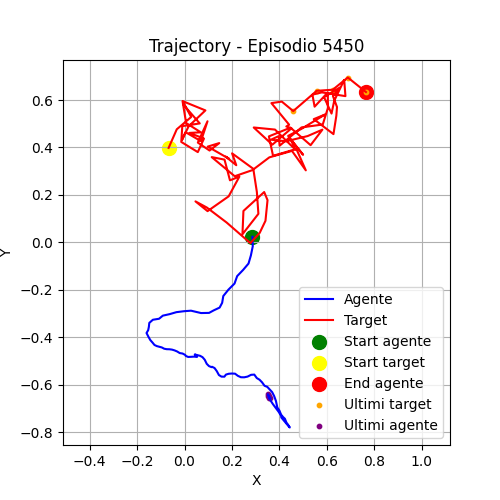 Trajectory - Episodio 5450
Y
0.6
0.4
0.2
0.0
−0.2
−0.4
−0.6
−0.8
Agente
Target
Start agente
Start target
End agente
Ultimi target
Ultimi agente
−0.4 −0.2 0.0 0.2 0.4 0.6 0.8 1.0
X